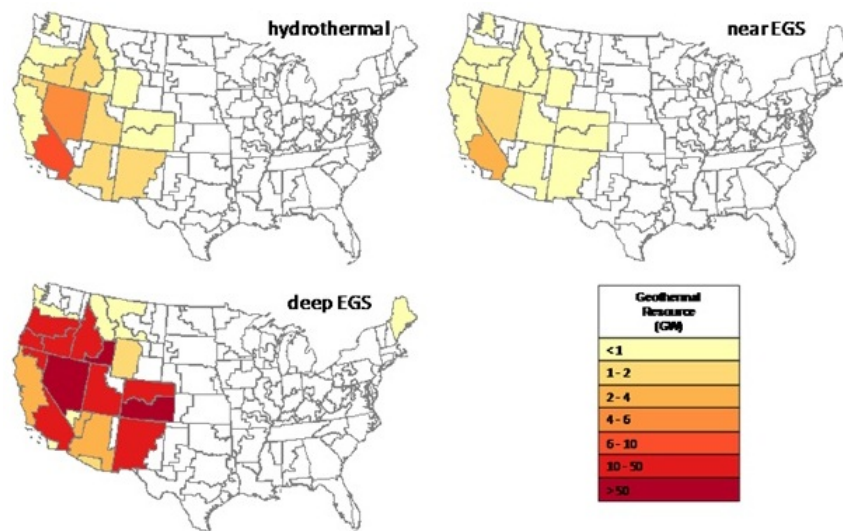 hydrothermal
near EGS
deep EGS
Geothermal
Resource
(GW)
<1
1 - 2
2 - 4
4 - 6
6 - 10
10 - 50
>50